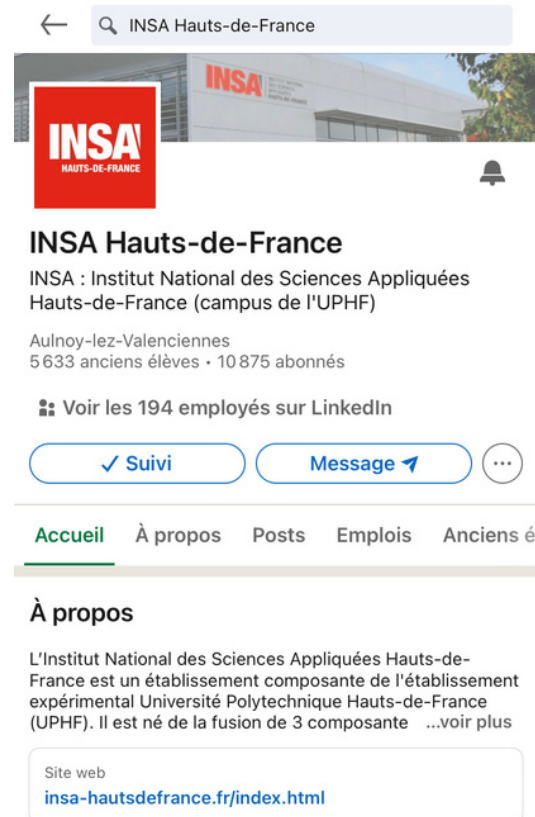 INSA Hauts-de-France
INSA
INSA
HAUTS-DE-FRANCE
INSA Hauts-de-France
INSA : Institut National des Sciences Appliquées
Hauts-de-France (campus de l'UPHF)
Aulnoy-lez-Valenciennes
5 633 anciens élèves • 10 875 abonnés
Voir les 194 employés sur LinkedIn
Suivi
Message
Accueil À propos Posts Emplois Anciens é
À propos
L'Institut National des Sciences Appliquées Hauts-de-
France est un établissement composante de l'établissement
expérimental Université Polytechnique Hauts-de-France
(UPHF). Il est né de la fusion de 3 composante ...voir plus
Site web
insa-hautsdefrance.fr/index.html